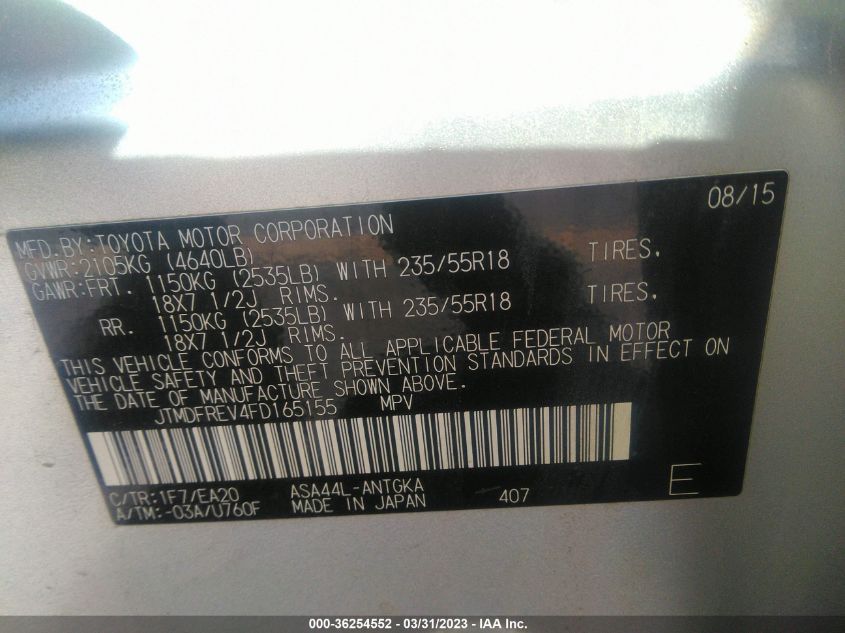 08/15
MFD.BY:TOYOTA MOTOR CORPORATION
GVWR:2105KG (4640LB)
GAWR:FRT. 1150KG (2535LB) WITH 235/55R18 TIRES,
18X7 1/2J RIMS.
RR. 1150KG (2535LB) WITH 235/55R18 TIRES,
18X7 1/2J RIMS.
THIS VEHICLE CONFORMS TO ALL APPLICABLE FEDERAL MOTOR
VEHICLE SAFETY AND THEFT PREVENTION STANDARDS IN EFFECT ON
THE DATE OF MANUFACTURE SHOWN ABOVE.
JTMDFREV4FD165155 MPV
C/TR:1F7/EA20 ASA44L-ANTGKA
A/TM:-03A/U760F MADE IN JAPAN 407 E
000-36254552 - 03/31/2023 - IAA Inc.